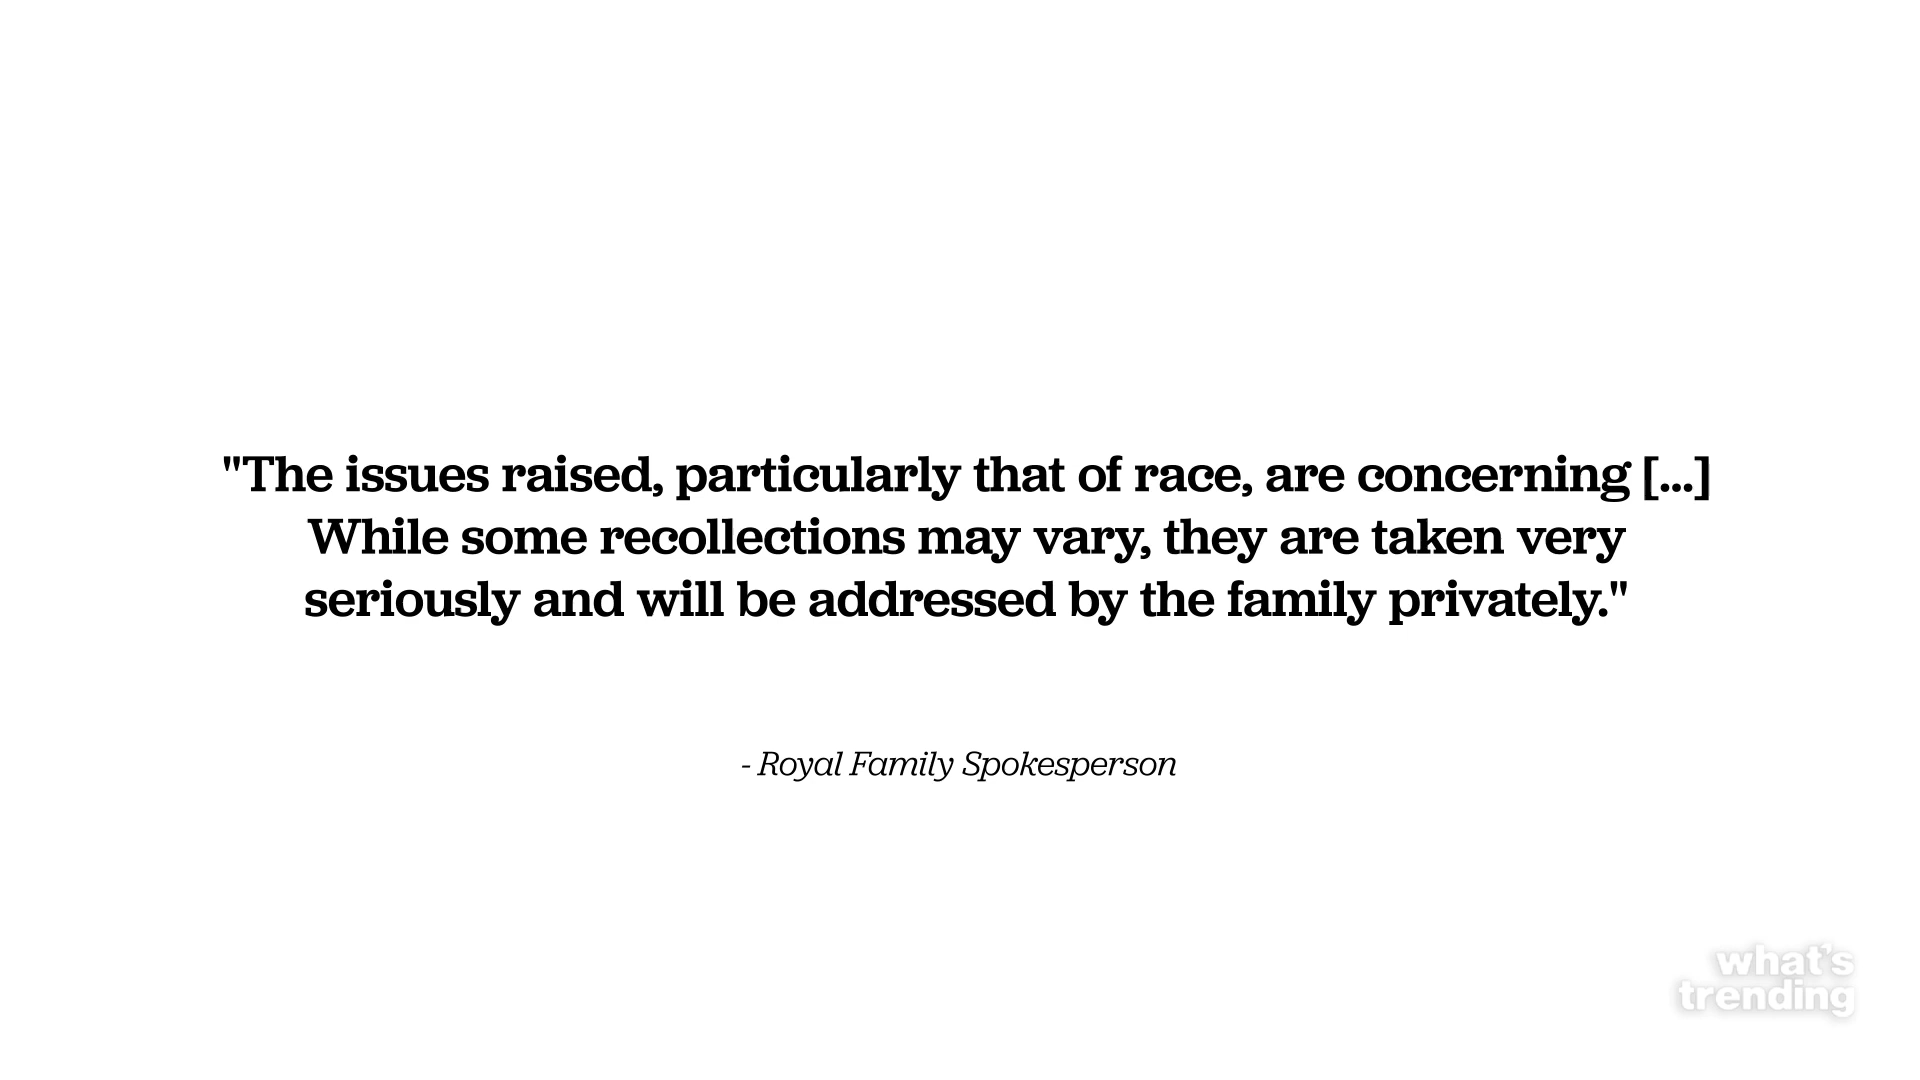 "The issues raised, particularly that of race, are concerning [...]
While some recollections may vary, they are taken very
seriously and will be addressed by the family privately."
- Royal Family Spokesperson
what's
trending